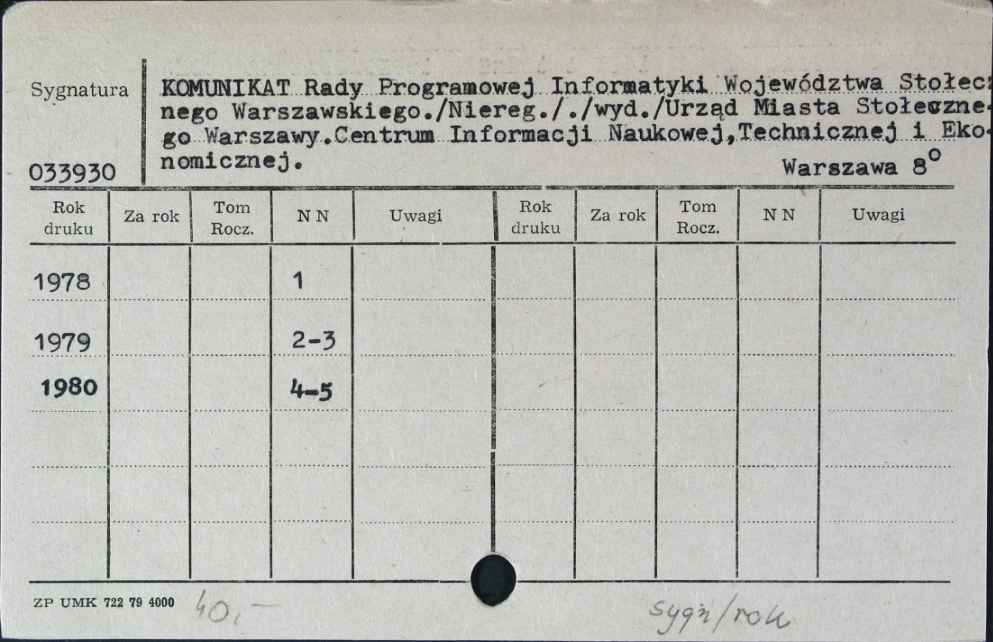 Sygnatura
033930
KOMUNIKAT Rady Programowej Informatyki Województwa Stołecz
nego Warszawskiego./Niereg./ ./wyd./Urząd Miasta Stołeczne-
go Warszawy.Centrum Informacji Naukowej,Technicznej i Eko-
nomicznej.
Warszawa 8°
Rok druku Za rok Tom Rocz. N N Uwagi Rok druku Za rok Tom Rocz. N N Uwagi
1978 1
1979 2-3
1980 4-5
ZP UMK 722 79 4000
40,-
sygn/rok